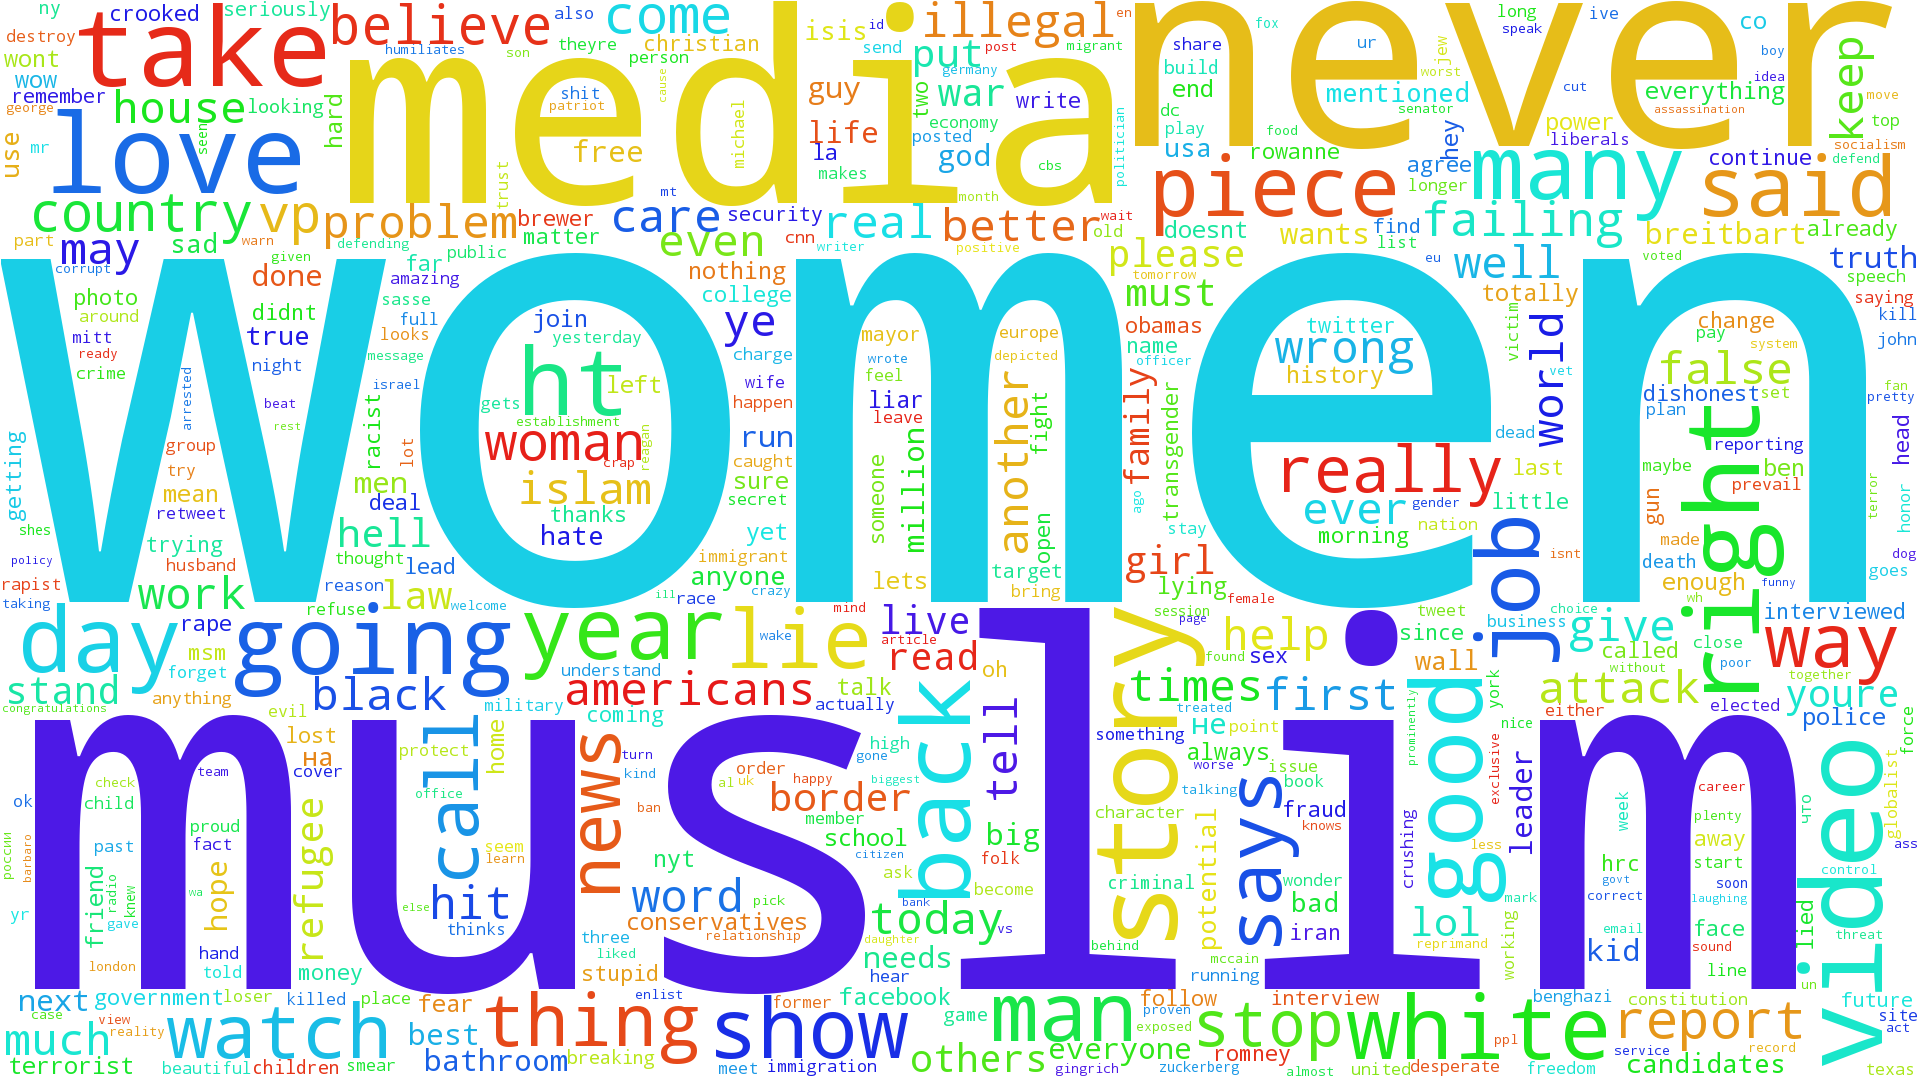 ny crooked seriously
take believe come illegal never
destroy humiliates also theyre christian isis id send en fox long speak ive co
wont hard son person put post migrant share ur jew boy
wow media germany build worst idea
remember house looking shit guy war write end mentioned cut everything keep
george patriot cause two economy dc senator assassination move top
use mr love seen michael free life posted play food hey power liberals socialism
la god usa rowanne agree many continue defend
trust makes cbs politician longer
mt month piece said
country vp problem brewer care security real better wait doesnt find failing breitbart already
part may sad warn defending public matter even cnn writer positive old please wants list
corrupt given far nothing tomorrow eu well voted truth
photo done amazing college must totally speech
around didnt sasse saying
mitt true full join ye mayor europe obamas twitter world change kill
ready looks yesterday charge name wrong victim pay john
crime night message ht wrote depicted officer history system
women
arrested israel left wife feel family vet false fan
beat gets happen liar another dishonest set pretty
rest racist establishment leave fight plan
getting group lot woman reagan run dead reporting head
try men crap caught someone million really last right maybe ben
mean deal islam sure transgender ever little gun prevail terror
retweet thanks secret ago gender nation honor
shes hell hate yet open stay morning job made
policy trying thought immigrant girl isnt death dog
rapist husband lead anyone lets target lying enough goes
taking work reason law ill race crazy bring female choice wh funny
refuse welcome mind session tweet interviewed
day rape going year lie live story help since business give called close way
msm wake article page found sex wall without poor
forget understand read oh times together
stand anything black americans talk first york attack youre
congratulations evil military coming actually back tell treated good prominently either elected police
muslim
lost call news high something не point nice force
на protect home turn gone always
check team cover kind order happy biggest worse issue leader
ok al uk border talking book exclusive career globalist
child office ban member big character says fraud week plenty что
россии barbaro proud refugee seem school knows video
past fact learn nyt citizen folk less crushing hrc away start
friend radio knew hope wa hit ask criminal potential wonder govt soon control
yr gave else word pick bank become bad lol mark correct laughing ass
hand thinks conservatives relationship today vs iran reprimand email face
three daughter behind kid sound lied threat
london told money liked stupid needs hear mccain running working line un
next government loser killed place fear enlist former facebook follow interview benghazi constitution future
case view reality game proven site
much watch best thing show man exposed stop white report act
breaking others everyone romney ppl record
terrorist beautiful children smear bathroom meet immigration gingrich zuckerberg almost united desperate service freedom candidates texas